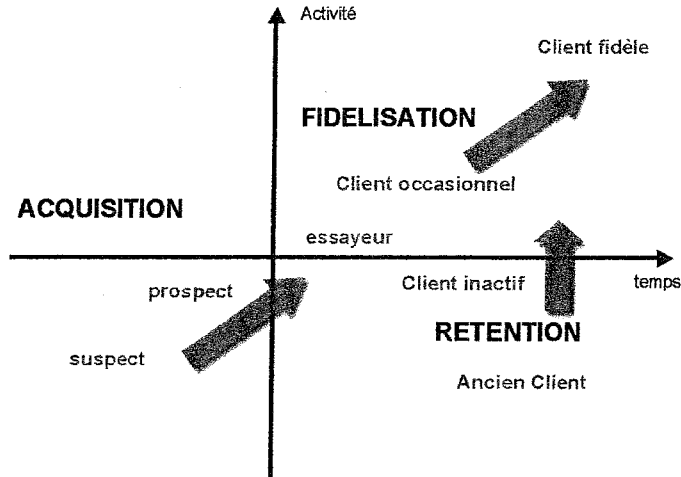 Activité
Client fidèle
FIDELISATION
Client occasionnel
ACQUISITION
essayeur
temps
Client inactif
prospect
RETENTION
suspect
Ancien Client